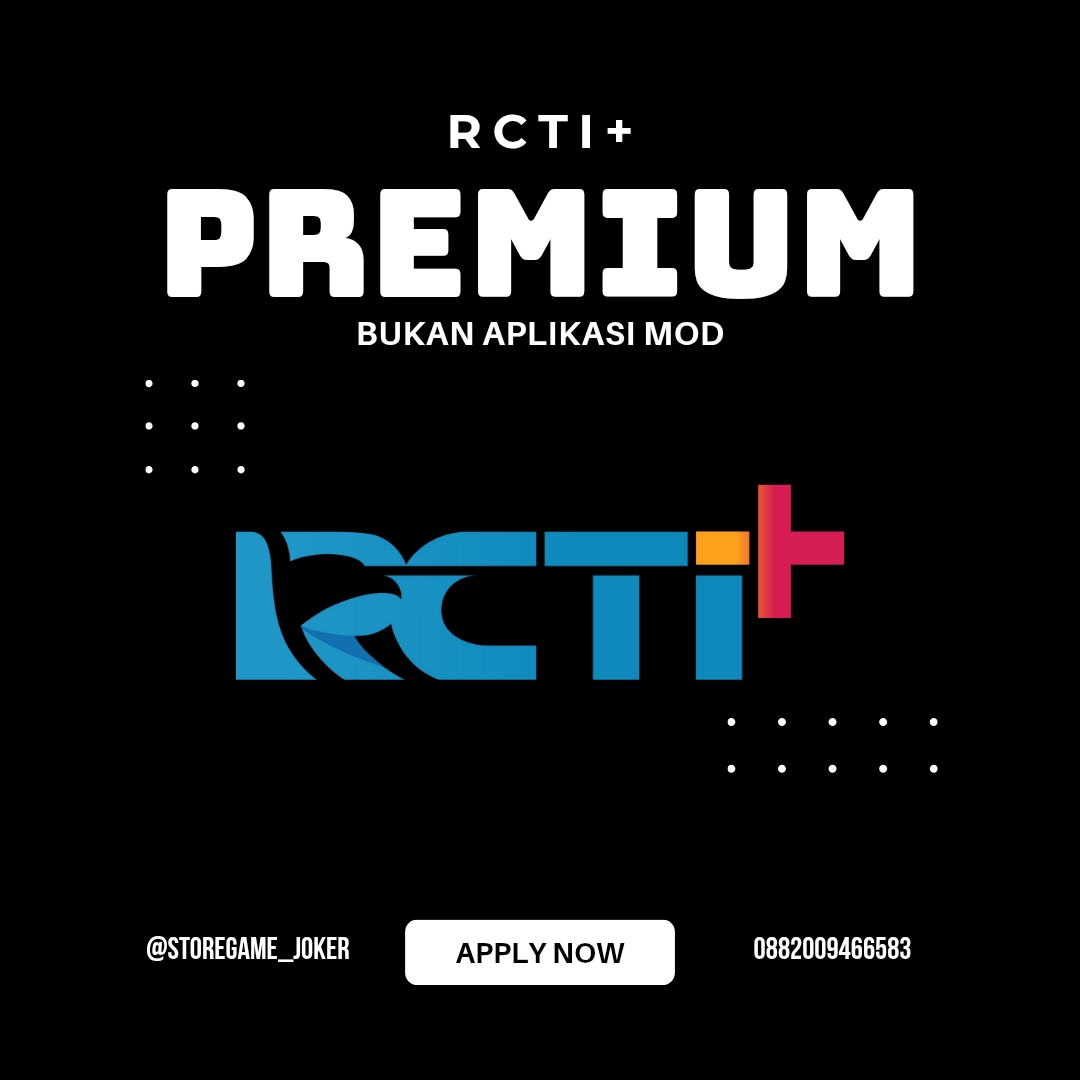 RCTI+
PREMIUM
BUKAN APLIKASI MOD
RCTI+
@STOREGAME_JOKER
APPLY NOW
0882009466583